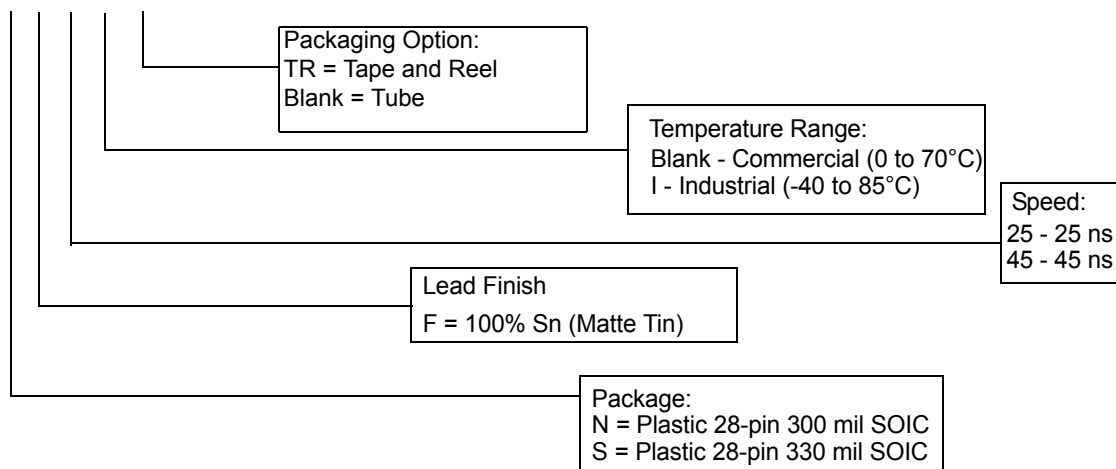 Packaging Option:
TR = Tape and Reel
Blank = Tube
Temperature Range:
Blank - Commercial (0 to 70°C)
I - Industrial (-40 to 85°C)
Speed:
25 - 25 ns
45 - 45 ns
Lead Finish
F = 100% Sn (Matte Tin)
Package:
N = Plastic 28-pin 300 mil SOIC
S = Plastic 28-pin 330 mil SOIC